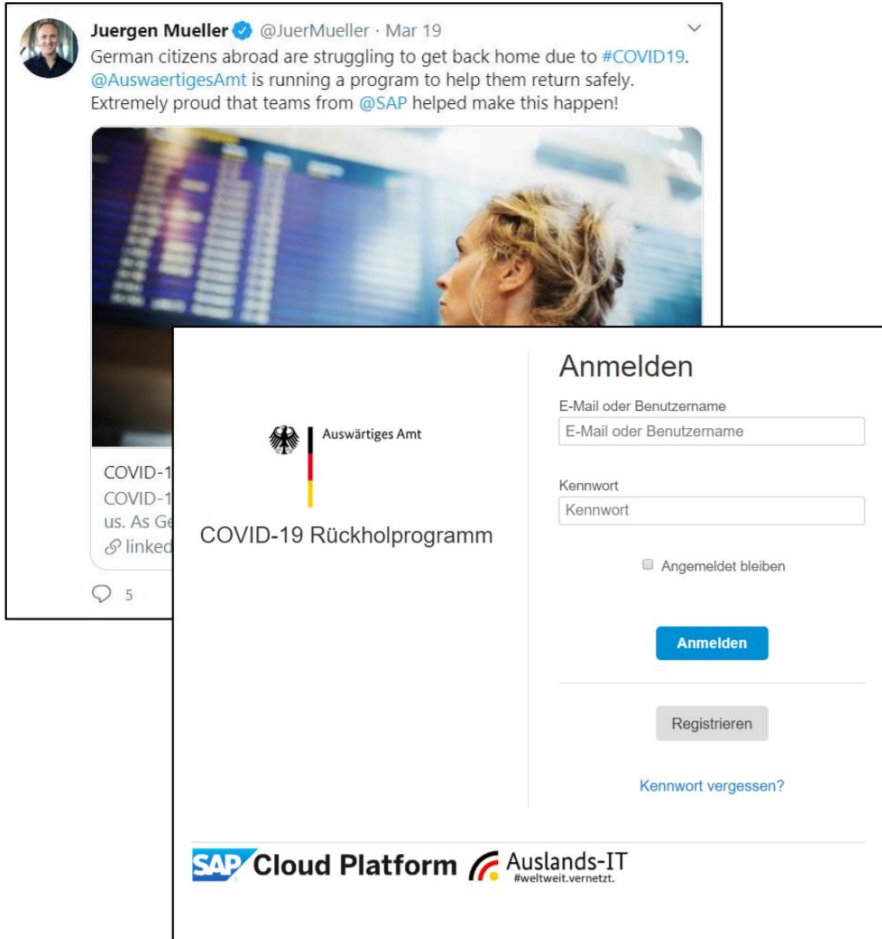 Juergen Mueller @JuerMueller · Mar 19
German citizens abroad are struggling to get back home due to #COVID19.
@AuswaertigesAmt is running a program to help them return safely.
Extremely proud that teams from @SAP helped make this happen!
COVID-1
COVID-1
us. As Ge
linked
5
Auswärtiges Amt
COVID-19 Rückholprogramm
Anmelden
E-Mail oder Benutzername
E-Mail oder Benutzername
Kennwort
Kennwort
Angemeldet bleiben
Anmelden
Registrieren
Kennwort vergessen?
SAP Cloud Platform
Auslands-IT
#weltweit.vernetzt.